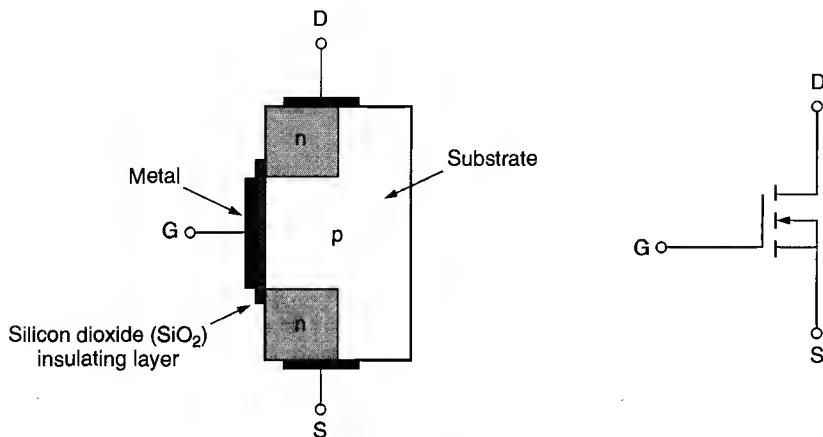 D
n
Substrate
Metal
G
p
n
Silicon dioxide (SiO₂)
insulating layer
S
D
G
S